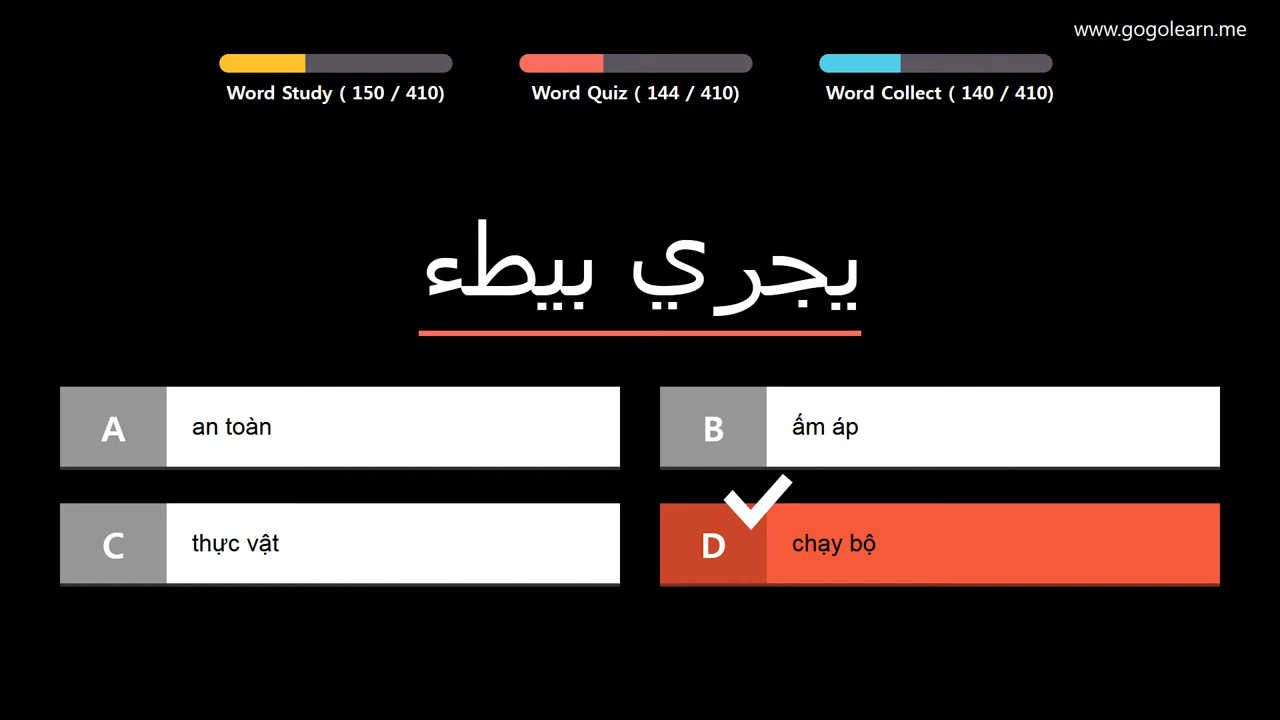 www.gogolearn.me
Word Study ( 150 / 410)
Word Quiz ( 144 / 410)
Word Collect ( 140 / 410)
يجري بيطء
A an toàn
B ấm áp
C thực vật
D chạy bộ